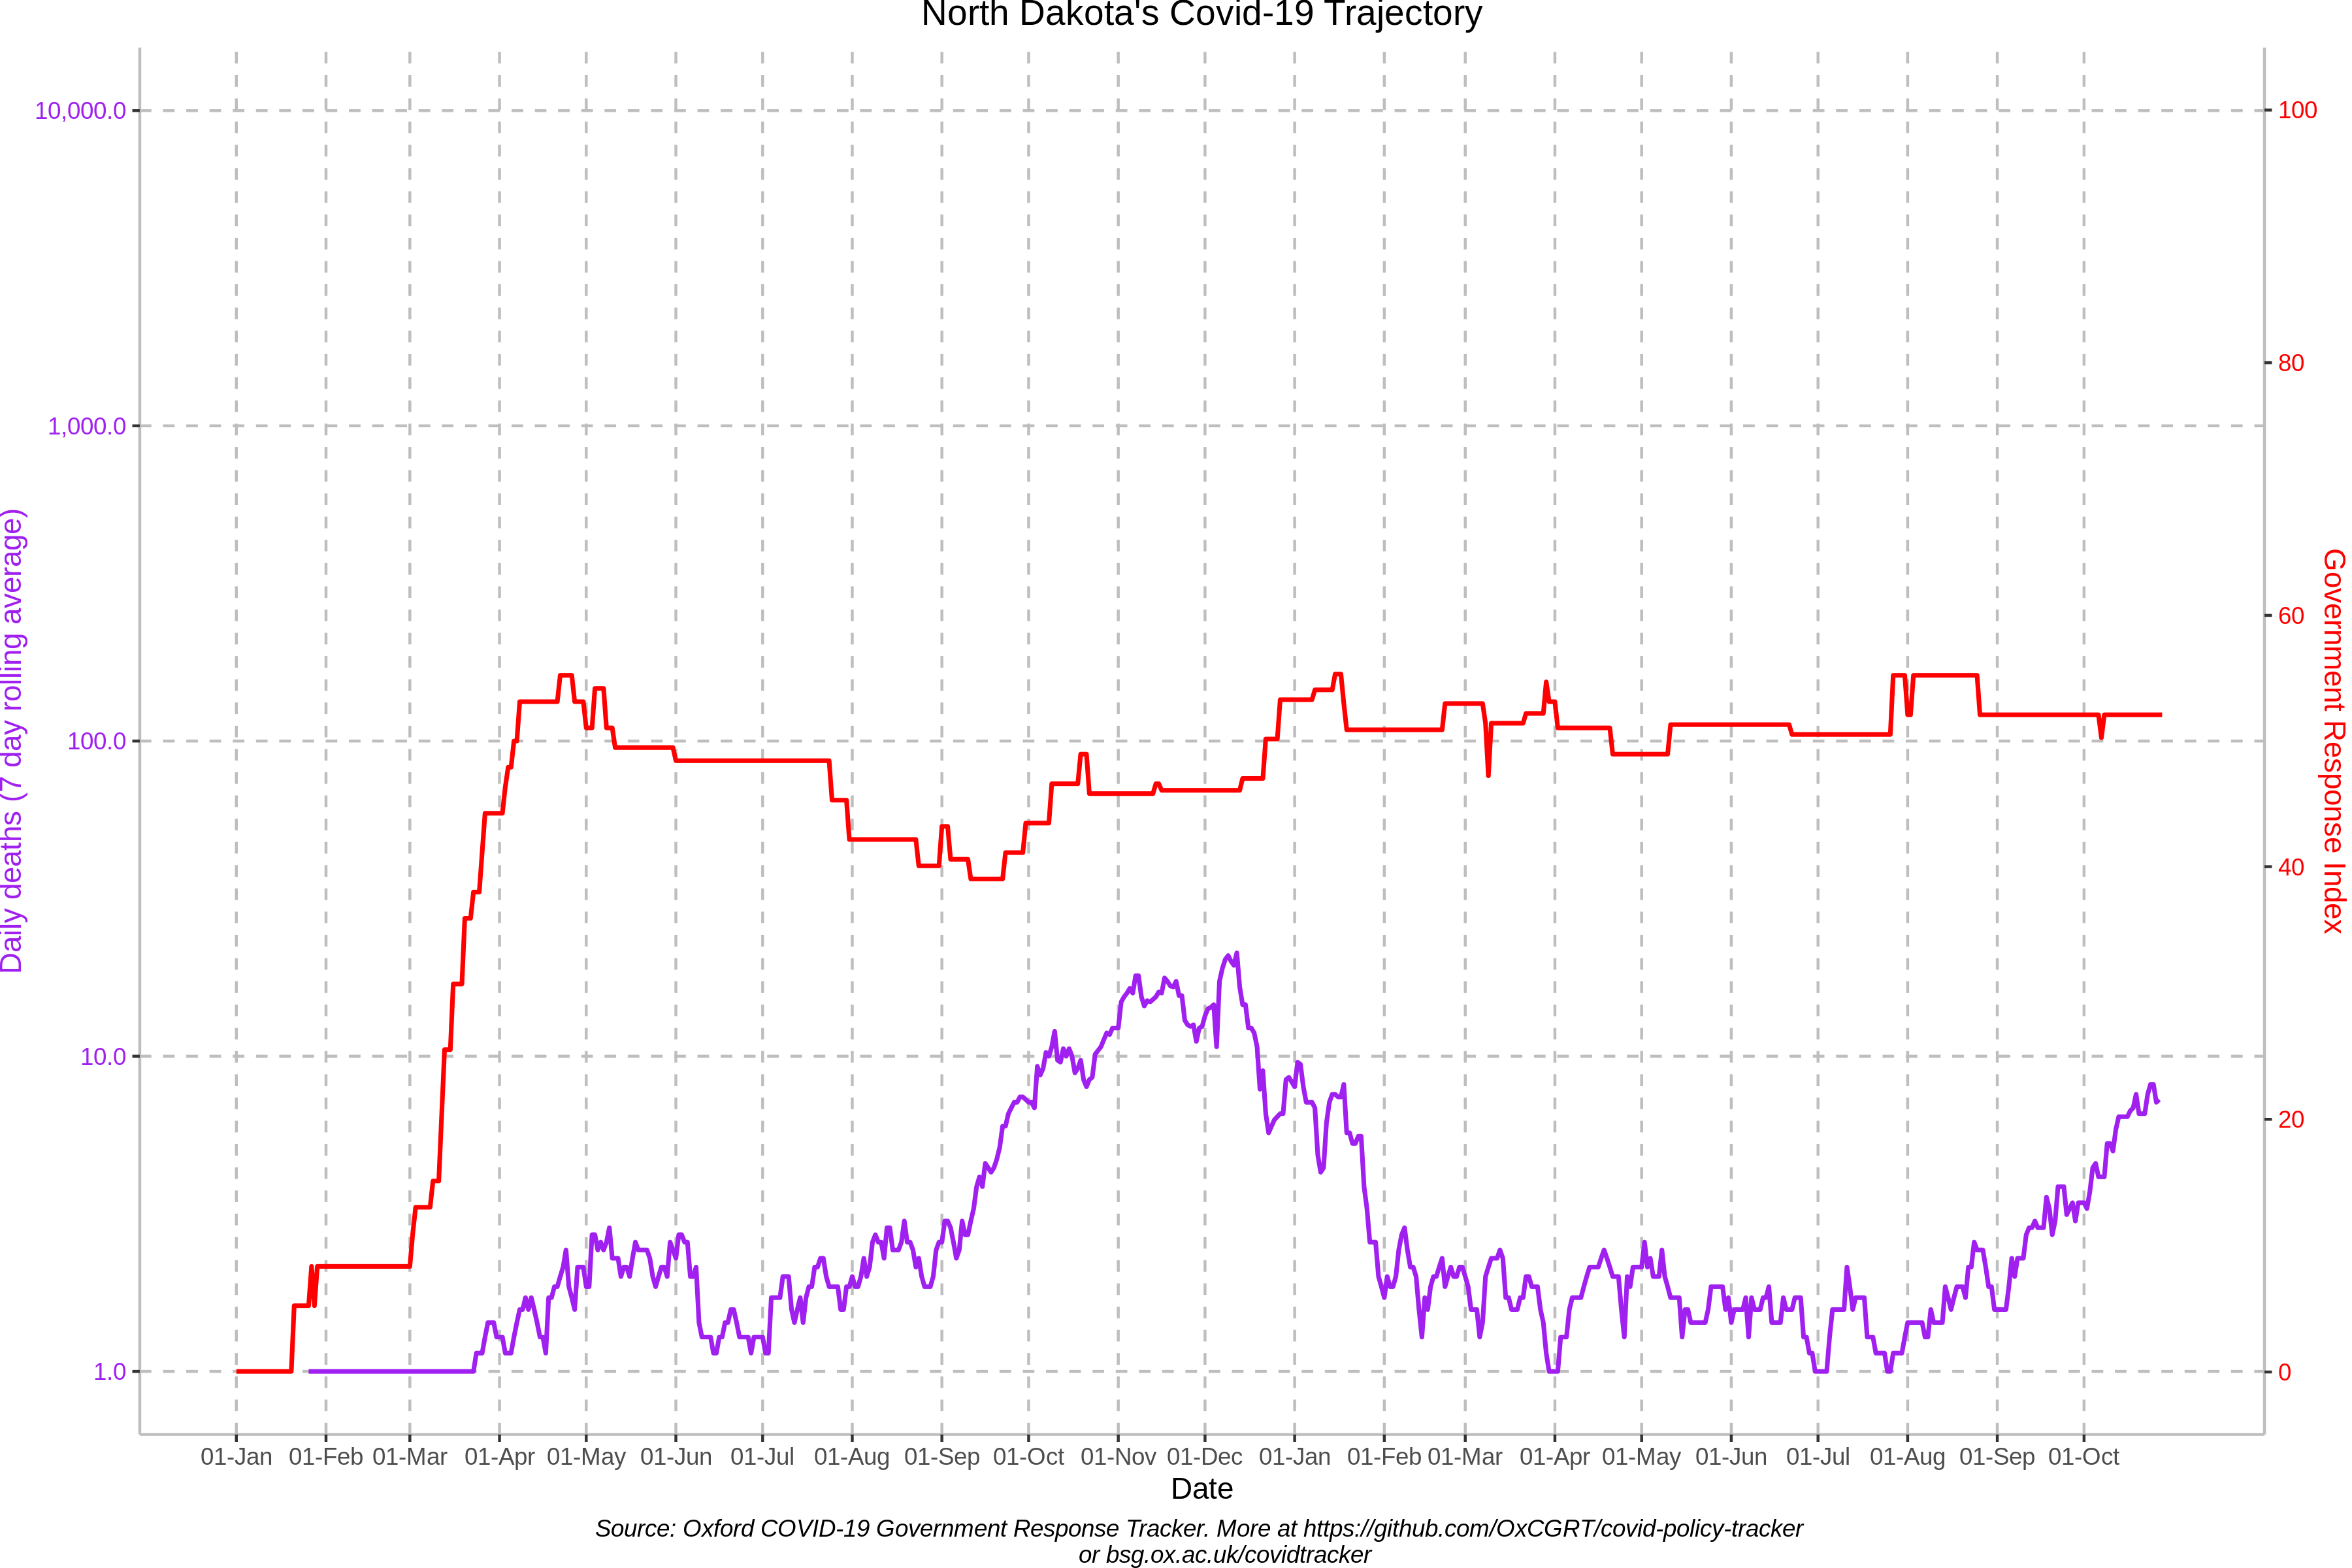 North Dakota's Covid-19 Trajectory
10,000.0
1,000.0
100.0
10.0
1.0
Daily deaths (7 day rolling average)
100
80
60
40
20
0
Government Response Index
01-Jan 01-Feb 01-Mar 01-Apr 01-May 01-Jun 01-Jul 01-Aug 01-Sep 01-Oct 01-Nov 01-Dec 01-Jan 01-Feb 01-Mar 01-Apr 01-May 01-Jun 01-Jul 01-Aug 01-Sep 01-Oct
Date
Source: Oxford COVID-19 Government Response Tracker. More at https://github.com/OxCGRT/covid-policy-tracker
or bsg.ox.ac.uk/covidtracker